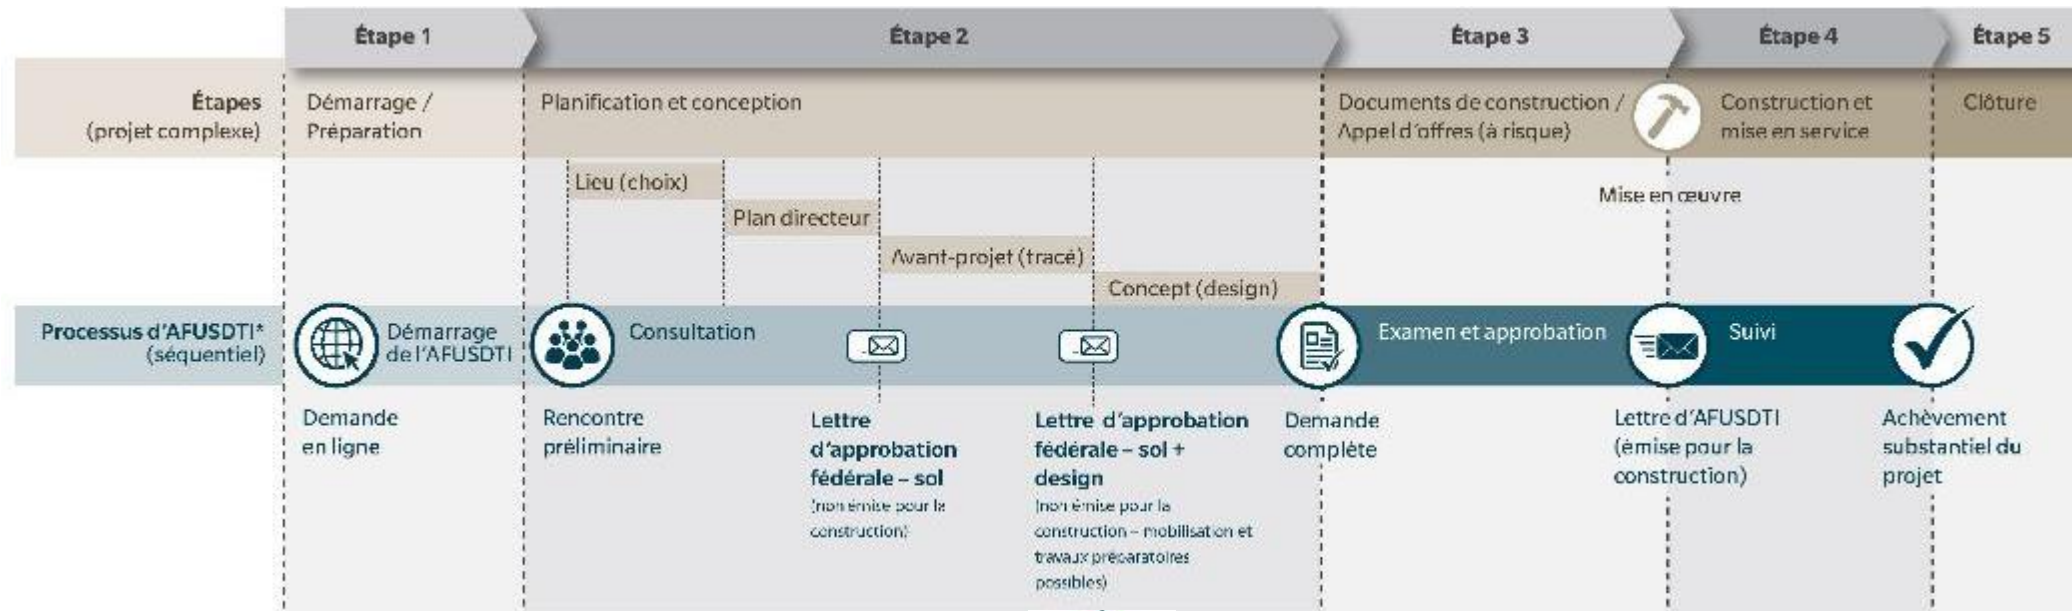 Étape 1
Étape 2
Étape 3
Étape 4
Étape 5
Étapes
(projet complexe)
Démarrage /
Préparation
Planification et conception
Documents de construction /
Appel d'offres (à risque)
Construction et
mise en service
Clôture
Lieu (choix)
Plan directeur
Avant-projet (tracé)
Concept (design)
Mise en œuvre
Processus d'AFUSDTI*
(séquentiel)
Démarrage
de l'AFUSDTI
Consultation
Examen et approbation
Suivi
Demande
en ligne
Rencontre
préliminaire
Lettre
d'approbation
fédérale – sol
(non émise pour la
construction)
Lettre d'approbation
fédérale – sol +
design
(non émise pour la
construction – mobilisation et
travaux préparatoires
possibles)
Demande
complète
Lettre d'AFUSDTI
(émise pour la
construction)
Achèvement
substantiel du
projet